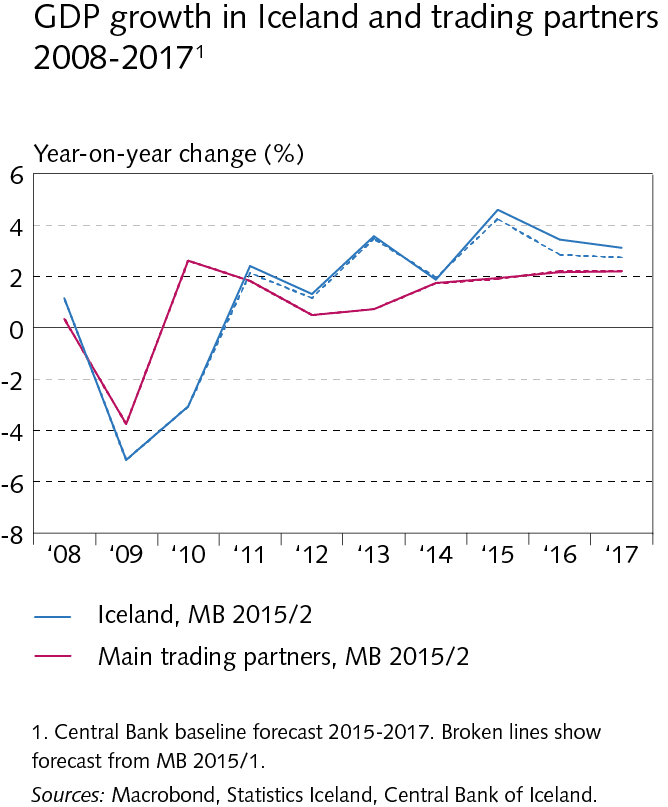 GDP growth in Iceland and trading partners
2008-2017¹
Year-on-year change (%)
6
4
2
0
-2
-4
-6
-8
‘08 ‘09 ‘10 ‘11 ‘12 ‘13 ‘14 ‘15 ‘16 ‘17
Iceland, MB 2015/2
Main trading partners, MB 2015/2
1. Central Bank baseline forecast 2015-2017. Broken lines show
forecast from MB 2015/1.
Sources: Macrobond, Statistics Iceland, Central Bank of Iceland.